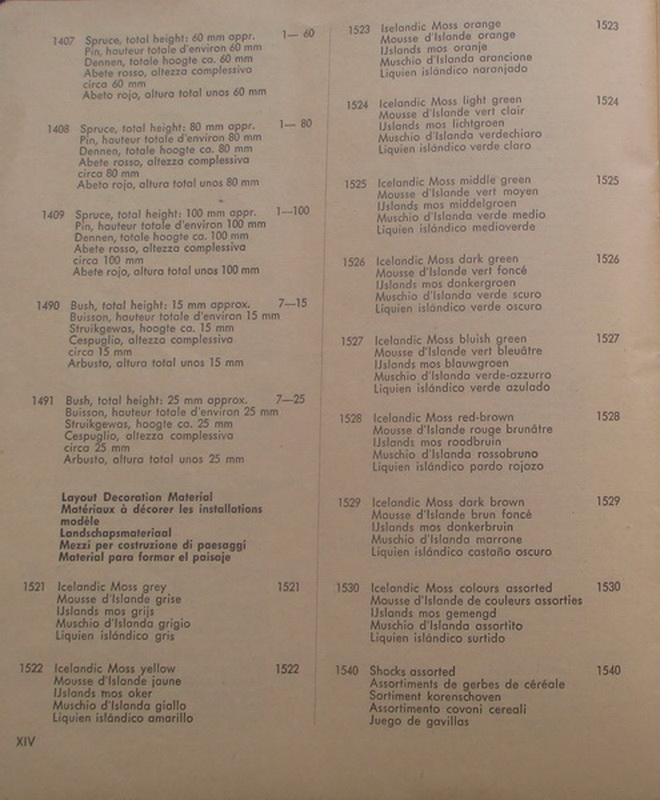 1407 Spruce, total height: 60 mm appr. 1— 60
Pin, hauteur totale d'environ 60 mm
Dennen, totale hoogte ca. 60 mm
Abete rosso, altezza complessiva
circa 60 mm
Abeto rojo, altura total unos 60 mm
1408 Spruce, total height: 80 mm appr. 1— 80
Pin, hauteur totale d'environ 80 mm
Dennen, totale hoogte ca. 80 mm
Abete rosso, altezza complessiva
circa 80 mm
Abeto rojo, altura total unos 80 mm
1409 Spruce, total height: 100 mm appr. 1—100
Pin, hauteur totale d'environ 100 mm
Dennen, totale hoogte ca. 100 mm
Abete rosso, altezza complessiva
circa 100 mm
Abete rojo, altura total unos 100 mm
1490 Bush, total height: 15 mm approx. 7—15
Buisson, hauteur totale d'environ 15 mm
Struikgewas, hoogte ca. 15 mm
Cespuglio, altezza complessiva
circa 15 mm
Arbusto, altura total unos 15 mm
1491 Bush, total height: 25 mm approx. 7—25
Buisson, hauteur totale d'environ 25 mm
Struikgewas, hoogte ca. 25 mm
Cespuglio, altezza complessiva
circa 25 mm
Arbusto, altura total unos 25 mm
Layout Decoration Material
Matériaux à décorer les installations
modèle
Landschapsmateriaal
Mezzi per costruzione di paesaggi
Material para formar el paisaje
1521 Icelandic Moss grey 1521
Mousse d'Islande grise
IJslands mos grijs
Muschio d'Islanda grigio
Liquien islándico gris
1522 Icelandic Moss yellow 1522
Mousse d'Islande jaune
IJslands mos oker
Muschio d'Islanda giallo
Liquien islándico amarillo
XIV
1523 Icelandic Moss orange 1523
Mousse d'Islande orange
IJslands mos oranje
Muschio d'Islanda arancione
Liquien islándico naranjado
1524 Icelandic Moss light green 1524
Mousse d'Islande vert clair
IJslands mos lichtgroen
Muschio d'Islanda verdechiaro
Liquien islándico verde claro
1525 Icelandic Moss middle green 1525
Mousse d'Islande vert moyen
IJslands mos middelgroen
Muschio d'Islanda verde medio
Liquien islándico medioverde
1526 Icelandic Moss dark green 1526
Mousse d'Islande vert foncé
IJslands mos donkergroen
Muschio d'Islanda verde scuro
Liquien islándico verde oscuro
1527 Icelandic Moss bluish green 1527
Mousse d'Islande vert bleuâtre
IJslands mos blauwgroen
Muschio d'Islanda verde-azzurro
Liquien islándico verde azulado
1528 Icelandic Moss red-brown 1528
Mousse d'Islande rouge brunâtre
IJslands mos roodbruin
Muschio d'Islanda rossobruno
Liquien islándico pardo rojozo
1529 Icelandic Moss dark brown 1529
Mousse d'Islande brun foncé
IJslands mos donkerbruin
Muschio d'Islanda marrone
Liquien islándico castaño oscuro
1530 Icelandic Moss colours assorted 1530
Mousse d'Islande de couleurs assorties
IJslands mos gemengd
Muschio d'Islanda assortito
Liquien islándico surtido
1540 Shocks assorted 1540
Assortiments de gerbes de céréale
Sortiment korenschoven
Assortimento covoni cereali
Juego de gavillas